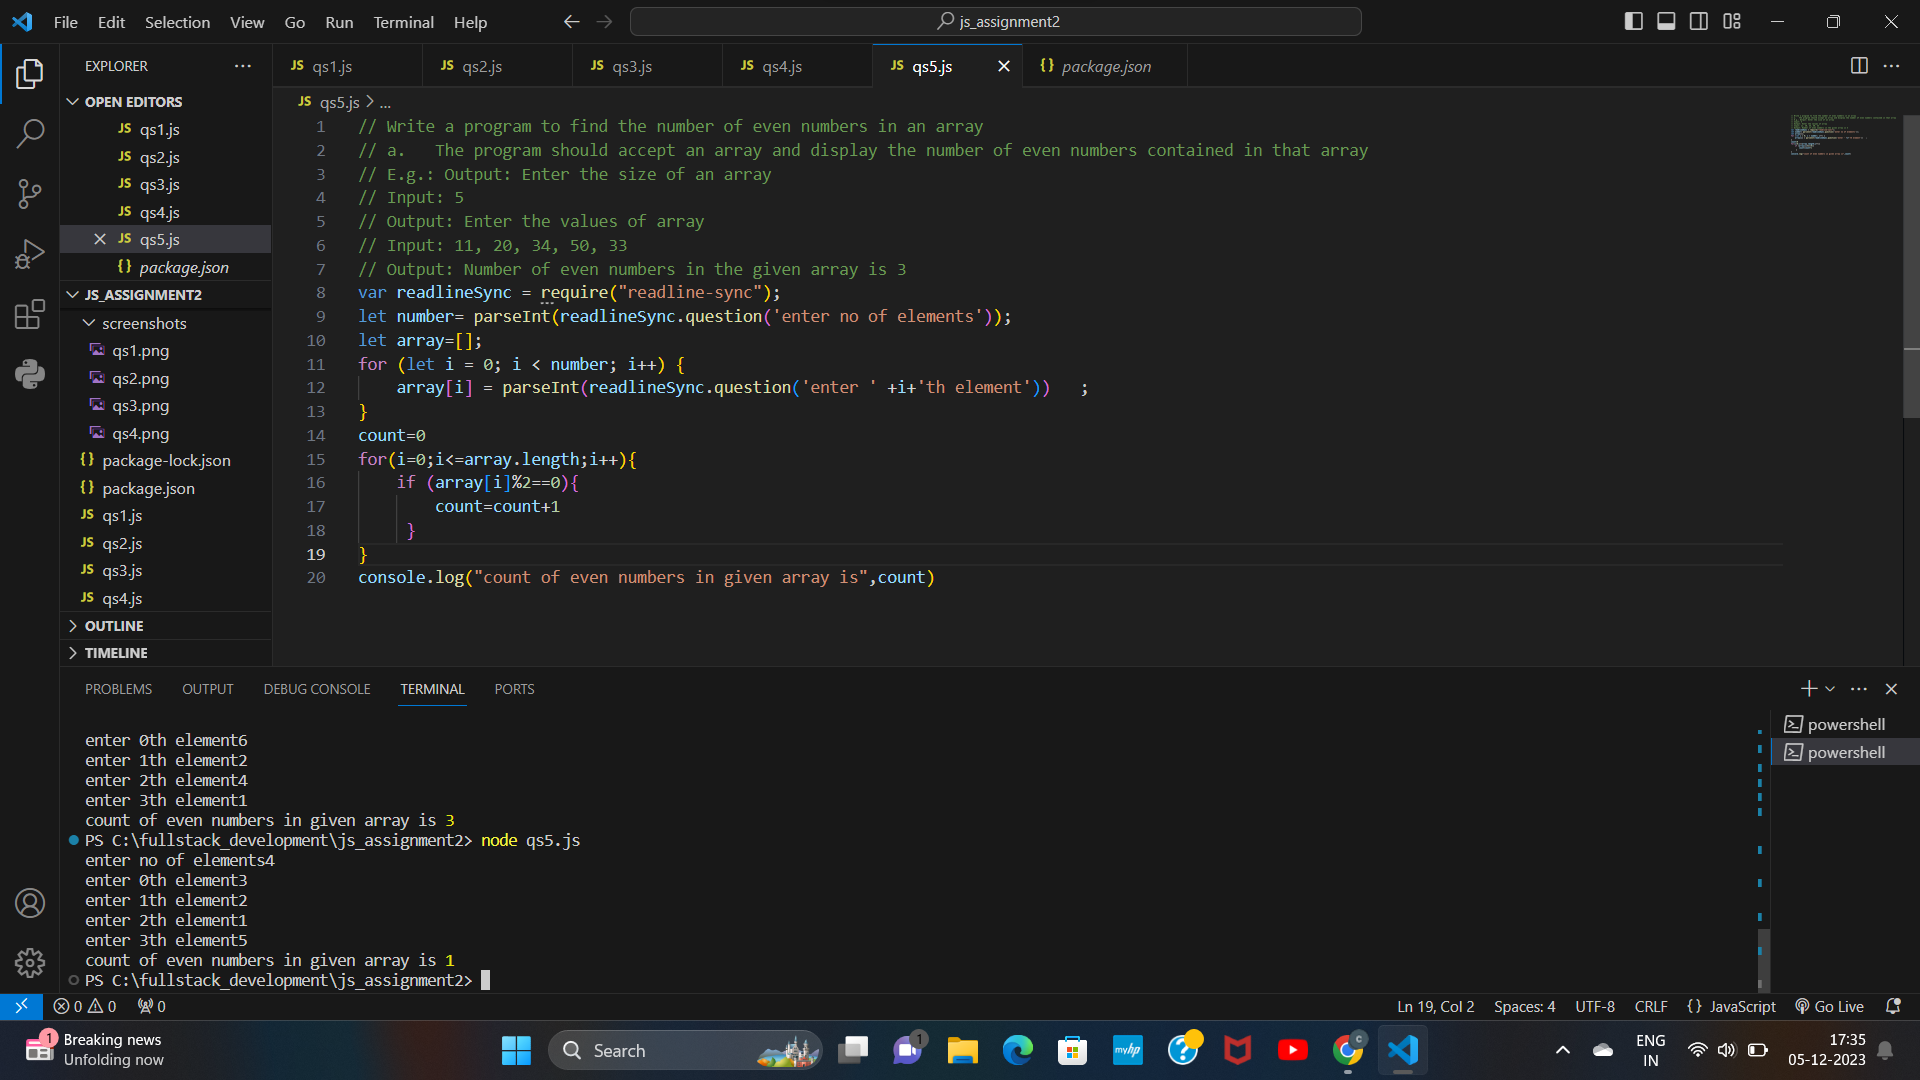 File Edit Selection View Go Run Terminal Help
js_assignment2
EXPLORER
OPEN EDITORS
JS qs1.js
JS qs2.js
JS qs3.js
JS qs4.js
JS qs5.js
{} package.json
JS_ASSIGNMENT2
screenshots
qs1.png
qs2.png
qs3.png
qs4.png
{} package-lock.json
{} package.json
JS qs1.js
JS qs2.js
JS qs3.js
JS qs4.js
OUTLINE
TIMELINE
JS qs1.js JS qs2.js JS qs3.js JS qs4.js JS qs5.js {} package.json
JS qs5.js > ...
1 // Write a program to find the number of even numbers in an array
2 // a.   The program should accept an array and display the number of even numbers contained in that array
3 // E.g.: Output: Enter the size of an array
4 // Input: 5
5 // Output: Enter the values of array
6 // Input: 11, 20, 34, 50, 33
7 // Output: Number of even numbers in the given array is 3
8 var readlineSync = require("readline-sync");
9 let number= parseInt(readlineSync.question('enter no of elements'));
10 let array=[];
11 for (let i = 0; i < number; i++) {
12     array[i] = parseInt(readlineSync.question('enter ' +i+'th element'))   ;
13 }
14 count=0
15 for(i=0;i<=array.length;i++){
16     if (array[i]%2==0){
17         count=count+1
18      }
19 }
20 console.log("count of even numbers in given array is",count)
PROBLEMS OUTPUT DEBUG CONSOLE TERMINAL PORTS
enter 0th element6
enter 1th element2
enter 2th element4
enter 3th element1
count of even numbers in given array is 3
PS C:\fullstack_development\js_assignment2> node qs5.js
enter no of elements4
enter 0th element3
enter 1th element2
enter 2th element1
enter 3th element5
count of even numbers in given array is 1
PS C:\fullstack_development\js_assignment2>
powershell
powershell
0 0 0 Ln 19, Col 2 Spaces: 4 UTF-8 CRLF {} JavaScript Go Live
1
Breaking news
Unfolding now
Search
1
myhp
c
ENG
IN
17:35
05-12-2023